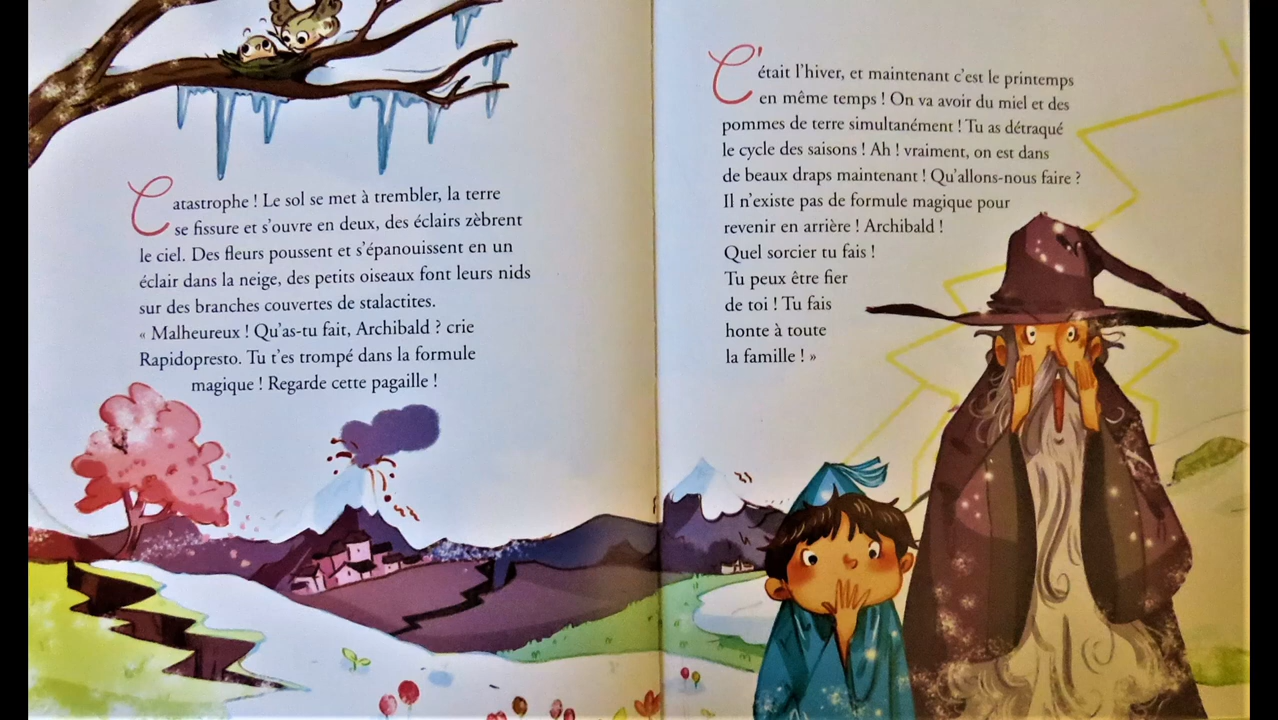 Catastrophe ! Le sol se met à trembler, la terre
se fissure et s'ouvre en deux, des éclairs zèbrent
le ciel. Des fleurs poussent et s'épanouissent en un
éclair dans la neige, des petits oiseaux font leurs nids
sur des branches couvertes de stalactites.
« Malheureux ! Qu'as-tu fait, Archibald ? crie
Rapidopresto. Tu t'es trompé dans la formule
magique ! Regarde cette pagaille !
C'était l'hiver, et maintenant c'est le printemps
en même temps ! On va avoir du miel et des
pommes de terre simultanément ! Tu as détraqué
le cycle des saisons ! Ah ! vraiment, on est dans
de beaux draps maintenant ! Qu'allons-nous faire ?
Il n'existe pas de formule magique pour
revenir en arrière ! Archibald !
Quel sorcier tu fais !
Tu peux être fier
de toi ! Tu fais
honte à toute
la famille ! »